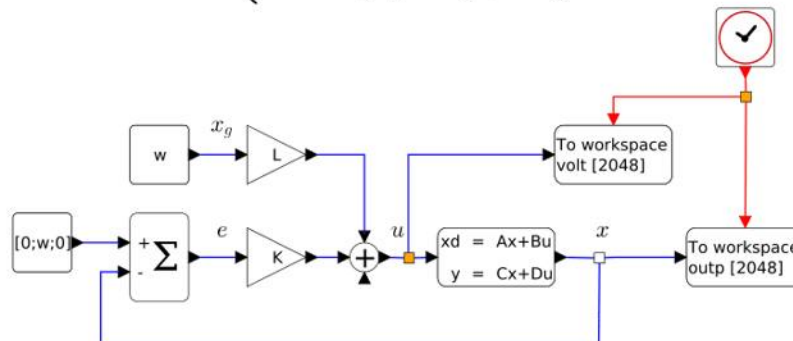 w
x_g
L
To workspace
volt [2048]
[0;w;0]
+
-
Σ
e
K
+
u
xd = Ax+Bu
y = Cx+Du
x
To workspace
outp [2048]